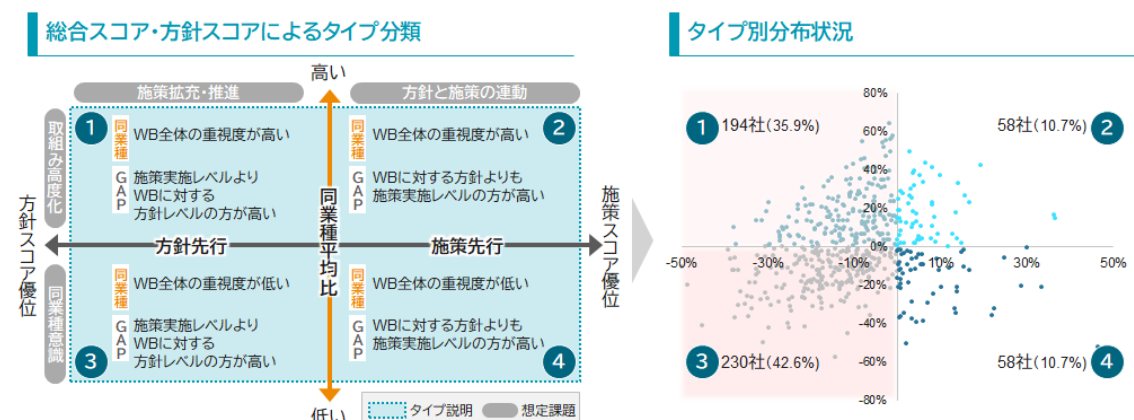 総合スコア・方針スコアによるタイプ分類
高い
施策拡充・推進
方針と施策の連動
取組み高度化
同業種意識
方針スコア優位
施策スコア優位
同業種平均比
1
同業種
WB全体の重視度が高い
GAP
施策実施レベルより
WBに対する
方針レベルの方が高い
2
同業種
WB全体の重視度が高い
GAP
WBに対する方針よりも
施策実施レベルの方が高い
方針先行
施策先行
3
同業種
WB全体の重視度が低い
GAP
施策実施レベルより
WBに対する
方針レベルの方が高い
4
同業種
WB全体の重視度が低い
GAP
WBに対する方針よりも
施策実施レベルの方が高い
低い
タイプ説明
想定課題
タイプ別分布状況
1 194社(35.9%)
58社(10.7%) 2
3 230社(42.6%)
58社(10.7%) 4
80%
60%
40%
20%
0%
-20%
-40%
-60%
-80%
-50%
-30%
-10%
10%
30%
50%